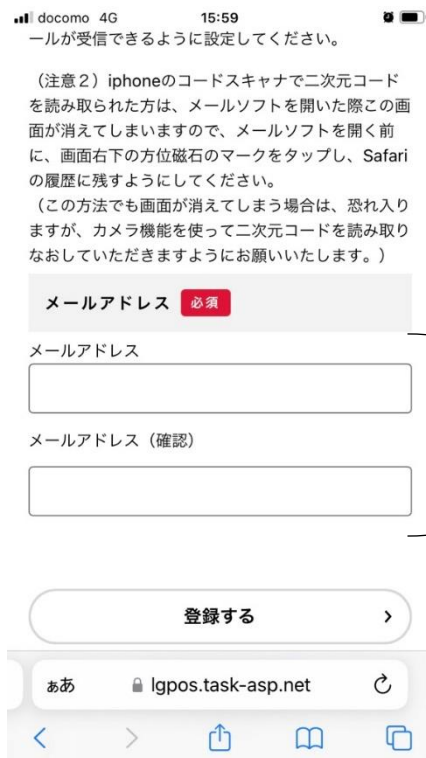 docomo 4G 15:59
ールが受信できるように設定してください。
（注意２）iphoneのコードスキャナで二次元コード
を読み取られた方は、メールソフトを開いた際この画
面が消えてしまいますので、メールソフトを開く前
に、画面右下の方位磁石のマークをタップし、Safari
の履歴に残すようにしてください。
（この方法でも画面が消えてしまう場合は、恐れ入り
ますが、カメラ機能を使って二次元コードを読み取り
なおしていただきますようにお願いいたします。）
メールアドレス 必須
メールアドレス
メールアドレス（確認）
登録する
ぁあ lgpos.task-asp.net